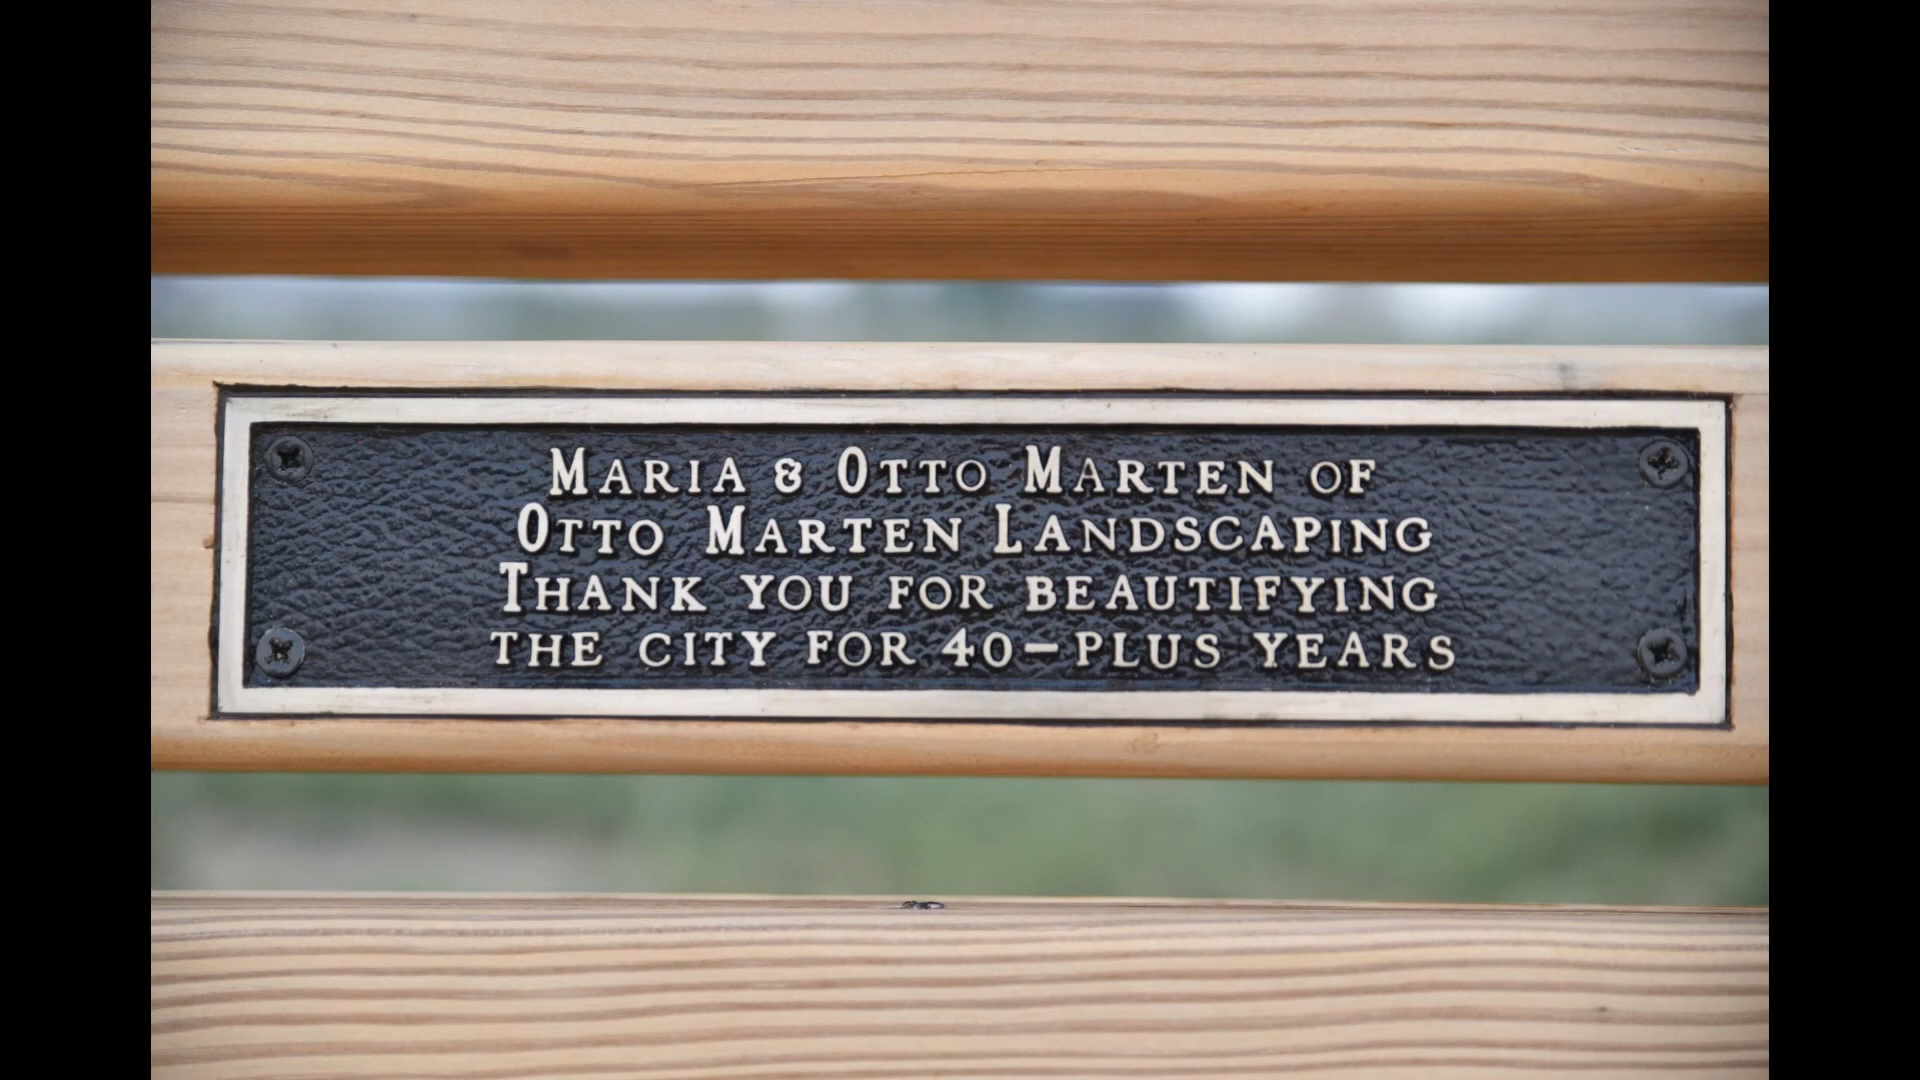 Maria & Otto Marten of
Otto Marten Landscaping
Thank you for beautifying
the city for 40-plus years